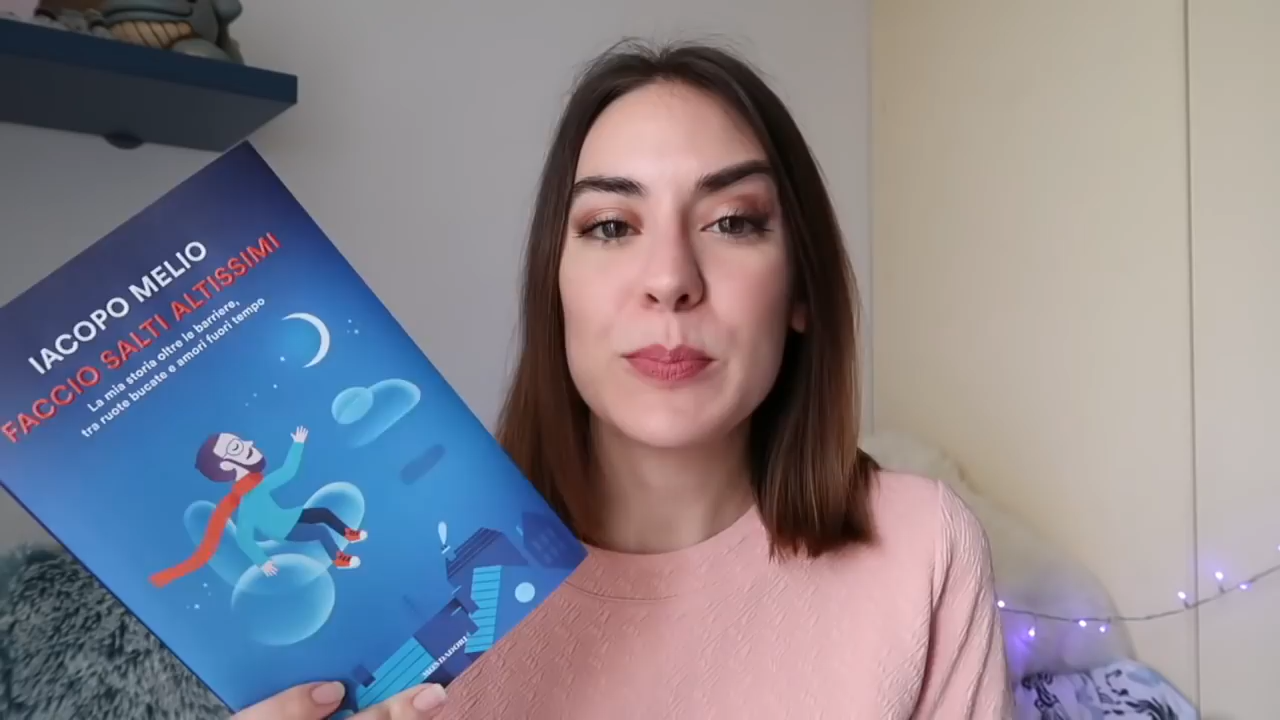 IACOPO MELIO
FACCIO SALTI ALTISSIMI
La mia storia oltre le barriere,
tra ruote bucate e amori fuori tempo
MONDADORI